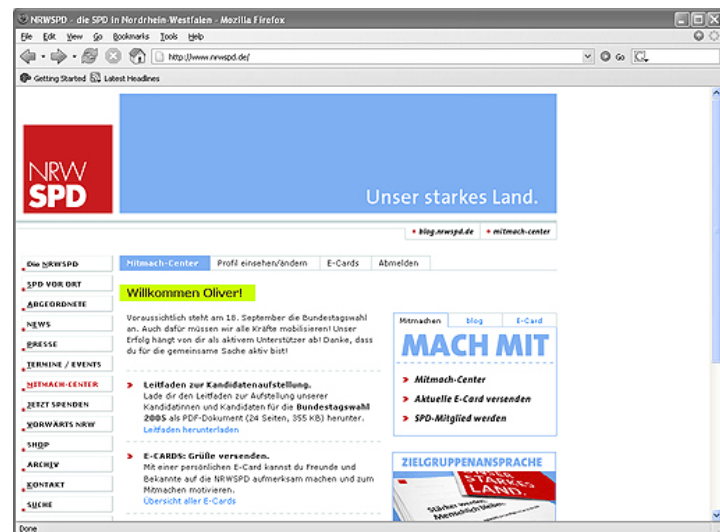 NRWSPD - die SPD in Nordrhein-Westfalen - Mozilla Firefox
File Edit View Go Bookmarks Tools Help
http://www.nrwspd.de/
Go
Getting Started Latest Headlines
NRW
SPD
Unser starkes Land.
blog.nrwspd.de mitmach-center
Die NRWSPD
SPD VOR ORT
ABGEORDNETE
NEWS
PRESSE
TERMINE / EVENTS
MITMACH-CENTER
JETZT SPENDEN
VORWÄRTS NRW
SHOP
ARCHIV
KONTAKT
SUCHE
Mitmach-Center Profil einsehen/ändern E-Cards Abmelden
Willkommen Oliver!
Voraussichtlich steht am 18. September die Bundestagswahl
an. Auch dafür müssen wir alle Kräfte mobilisieren! Unser
Erfolg hängt von dir als aktivem Unterstützer ab! Danke, dass
du für die gemeinsame Sache aktiv bist!
Leitfaden zur Kandidatenaufstellung.
Lade dir den Leitfaden zur Aufstellung unserer
Kandidatinnen und Kandidaten für die Bundestagswahl
2005 als PDF-Dokument (24 Seiten, 355 KB) herunter.
Leitfaden herunterladen
E-CARDS: Grüße versenden.
Mit einer persönlichen E-Card kannst du Freunde und
Bekannte auf die NRWSPD aufmerksam machen und zum
Mitmachen motivieren.
Übersicht aller E-Cards
Mitmachen blog E-Card
MACH MIT
Mitmach-Center
Aktuelle E-Card versenden
SPD-Mitglied werden
ZIELGRUPPENANSPRACHE
UNSER
STARKES
LAND.
Stärker werden.
Menschlich bleiben.
Done